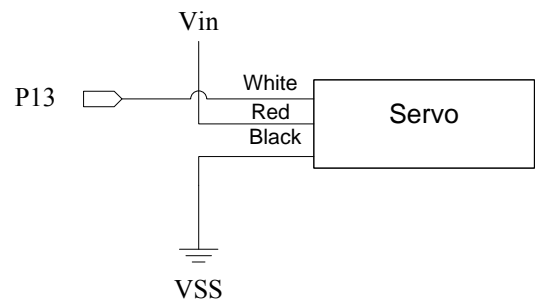 Vin
White
P13
Red
Servo
Black
VSS